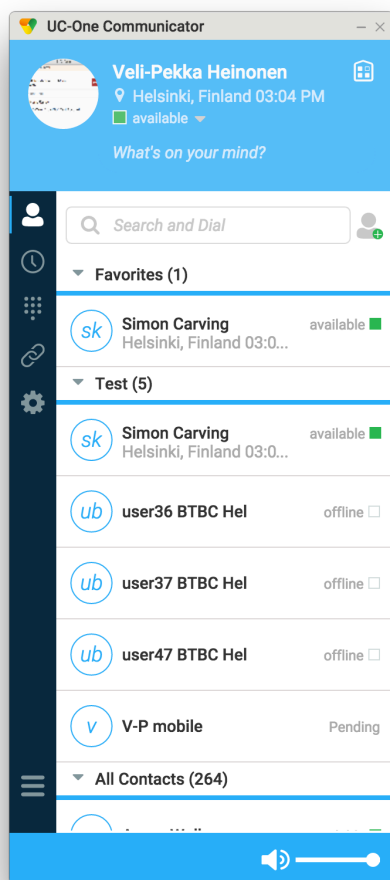 UC-One Communicator
Veli-Pekka Heinonen
Helsinki, Finland 03:04 PM
available
What's on your mind?
Search and Dial
Favorites (1)
sk
Simon Carving
available
Helsinki, Finland 03:0...
Test (5)
sk
Simon Carving
available
Helsinki, Finland 03:0...
ub
user36 BTBC Hel
offline
ub
user37 BTBC Hel
offline
ub
user47 BTBC Hel
offline
v
V-P mobile
Pending
All Contacts (264)